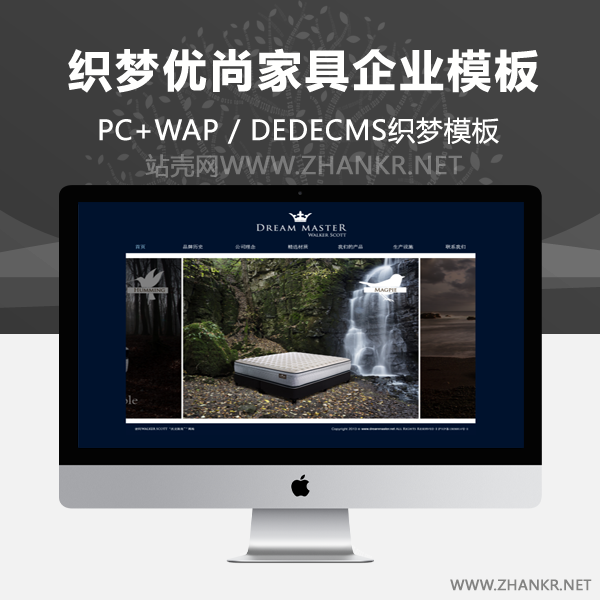 织梦优尚家具企业模板
PC+WAP / DEDECMS织梦模板
站壳网WWW.ZHANKR.NET
DREAM MASTER
WALKER SCOTT
首页 品牌历史 公司理念 精选材质 我们的产品 生产设施 联系我们
HUMMING
MAGPIE
WWW.ZHANKR.NET